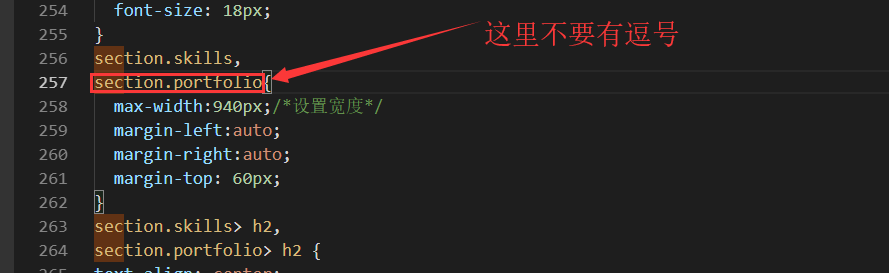 254 font-size: 18px;
这里不要有逗号
255 }
256 section.skills,
257 section.portfolio{
258 max-width:940px;/*设置宽度*/
259 margin-left:auto;
260 margin-right:auto;
261 margin-top: 60px;
262 }
263 section.skills> h2,
264 section.portfolio> h2 {
265 text-align: center;